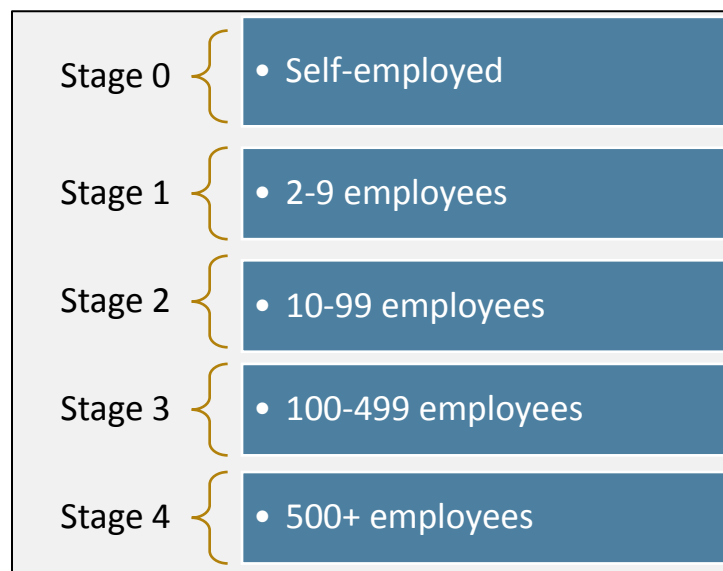 Stage 0
• Self-employed
Stage 1
• 2-9 employees
Stage 2
• 10-99 employees
Stage 3
• 100-499 employees
Stage 4
• 500+ employees